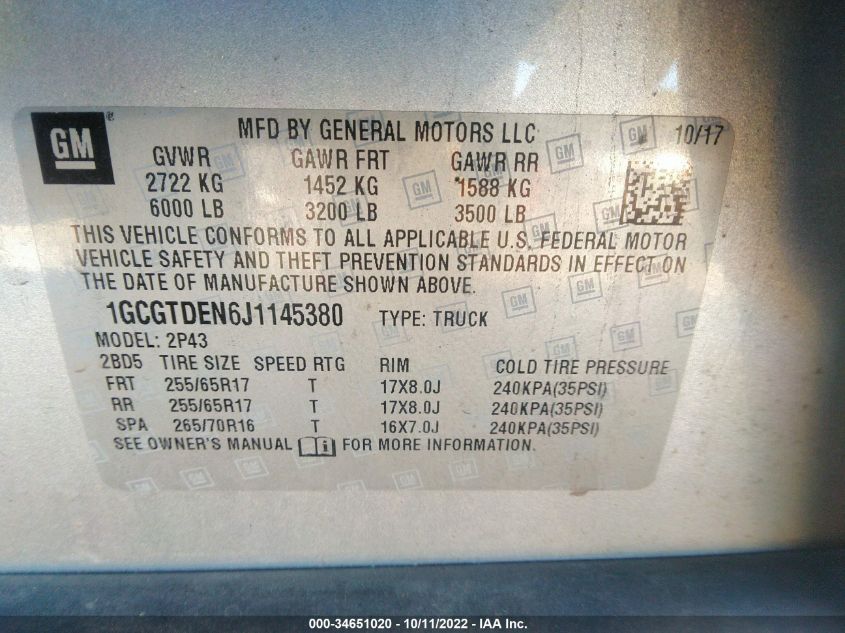 GM
®
MFD BY GENERAL MOTORS LLC 10/17
GVWR GAWR FRT GAWR RR
2722 KG 1452 KG 1588 KG
6000 LB 3200 LB 3500 LB
THIS VEHICLE CONFORMS TO ALL APPLICABLE U.S. FEDERAL MOTOR
VEHICLE SAFETY AND THEFT PREVENTION STANDARDS IN EFFECT ON
THE DATE OF MANUFACTURE SHOWN ABOVE.
1GCGTDEN6J1145380 TYPE: TRUCK
MODEL: 2P43
2BD5 TIRE SIZE SPEED RTG RIM COLD TIRE PRESSURE
FRT 255/65R17 T 17X8.0J 240KPA(35PSI)
RR 255/65R17 T 17X8.0J 240KPA(35PSI)
SPA 265/70R16 T 16X7.0J 240KPA(35PSI)
SEE OWNER'S MANUAL i FOR MORE INFORMATION.
000-34651020 - 10/11/2022 - IAA Inc.